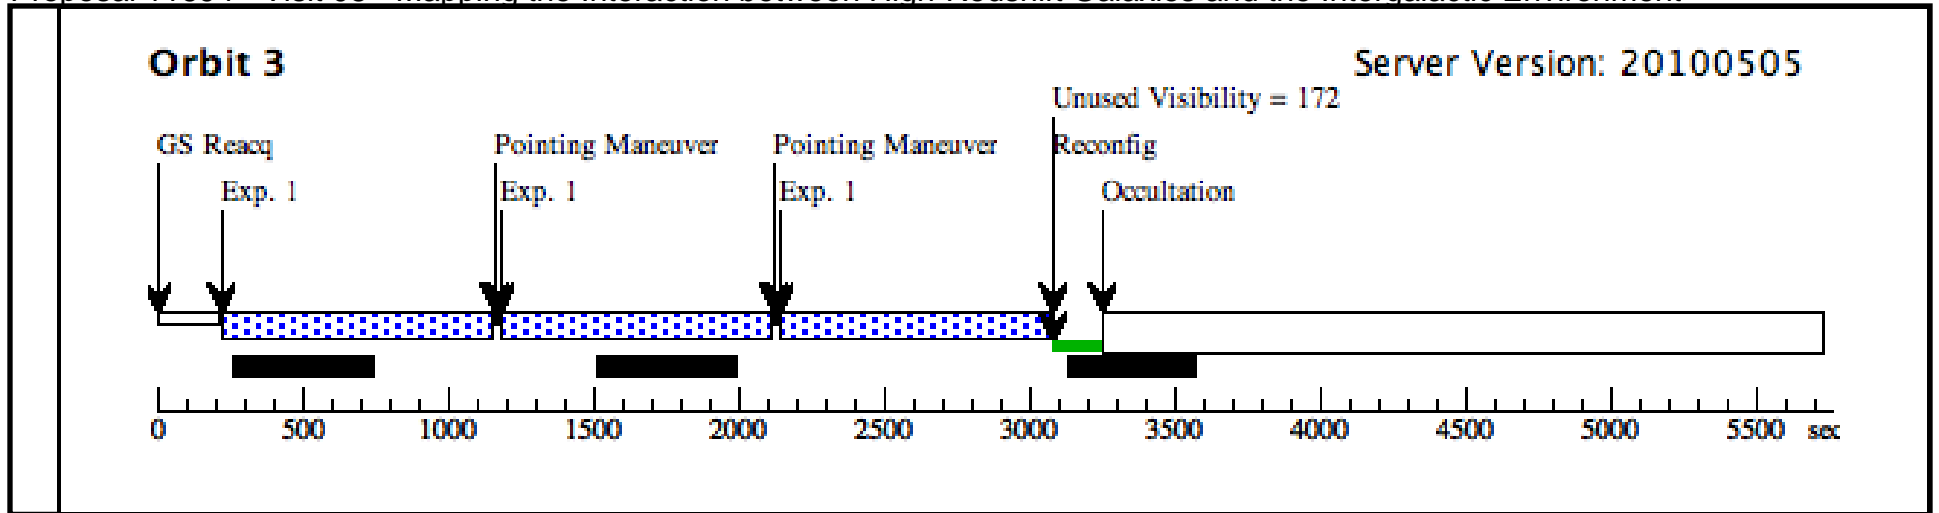 Orbit 3
Server Version: 20100505
Unused Visibility = 172
GS Reacq
Pointing Maneuver
Pointing Maneuver
Reconfig
Exp. 1
Exp. 1
Exp. 1
Occultation
0 500 1000 1500 2000 2500 3000 3500 4000 4500 5000 5500 sec